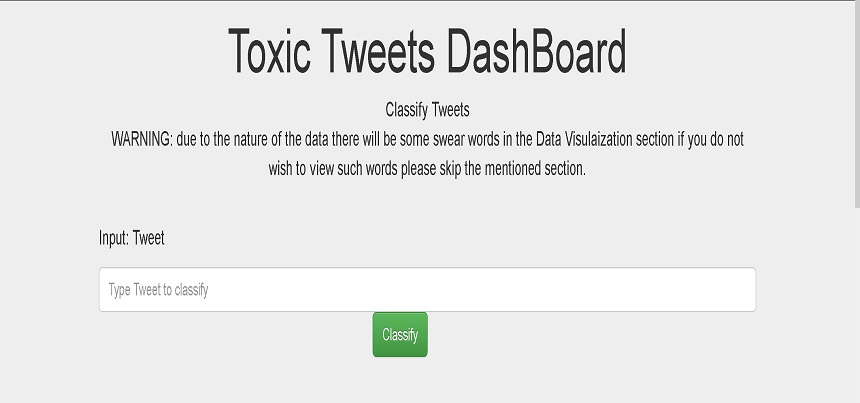 Toxic Tweets DashBoard
Classify Tweets
WARNING: due to the nature of the data there will be some swear words in the Data Visulaization section if you do not
wish to view such words please skip the mentioned section.
Input: Tweet
Type Tweet to classify
Classify